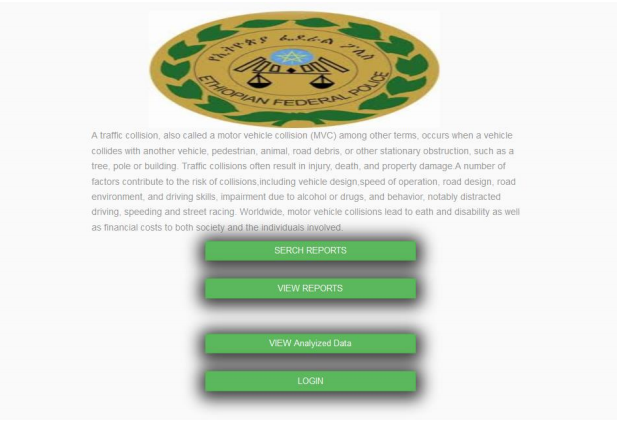 የኢትዮጵያ ፌዴራል ፖሊስ
ETHIOPIAN FEDERAL POLICE
A traffic collision, also called a motor vehicle collision (MVC) among other terms, occurs when a vehicle
collides with another vehicle, pedestrian, animal, road debris, or other stationary obstruction, such as a
tree, pole or building. Traffic collisions often result in injury, death, and property damage.A number of
factors contribute to the risk of collisions,including vehicle design,speed of operation, road design, road
environment, and driving skills, impairment due to alcohol or drugs, and behavior, notably distracted
driving, speeding and street racing. Worldwide, motor vehicle collisions lead to eath and disability as well
as financial costs to both society and the individuals involved.
SERCH REPORTS
VIEW REPORTS
VIEW Analyized Data
LOGIN